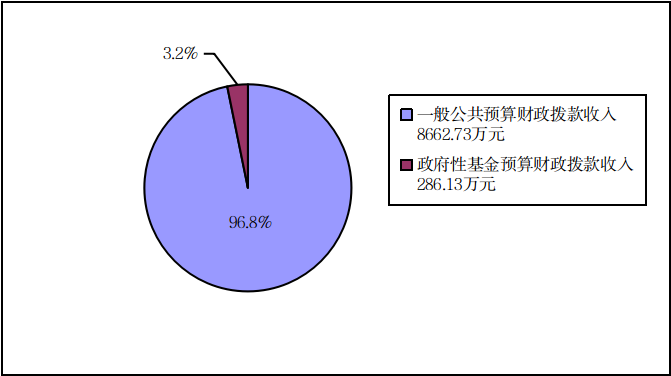 3.2%
96.8%
一般公共预算财政拨款收入
8662.73万元
政府性基金预算财政拨款收入
286.13万元